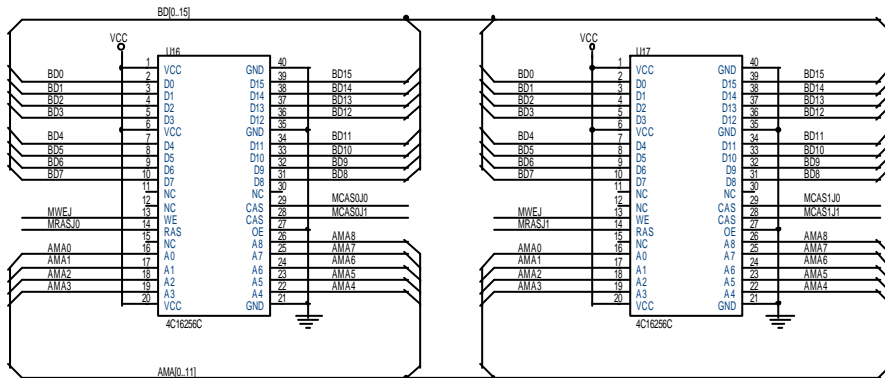 BD[0..15]
VCC U16 VCC U17
1 VCC GND 40 1 VCC GND 40
BD0 2 D0 D15 39 BD15 BD0 2 D0 D15 39 BD15
BD1 3 D1 D14 38 BD14 BD1 3 D1 D14 38 BD14
BD2 4 D2 D13 37 BD13 BD2 4 D2 D13 37 BD13
BD3 5 D3 D12 36 BD12 BD3 5 D3 D12 36 BD12
6 VCC GND 35 6 VCC GND 35
BD4 7 D4 D11 34 BD11 BD4 7 D4 D11 34 BD11
BD5 8 D5 D10 33 BD10 BD5 8 D5 D10 33 BD10
BD6 9 D6 D9 32 BD9 BD6 9 D6 D9 32 BD9
BD7 10 D7 D8 31 BD8 BD7 10 D7 D8 31 BD8
11 NC NC 30 11 NC NC 30
12 NC CAS 29 MCAS0J0 12 NC CAS 29 MCAS1J0
MWEJ 13 WE CAS 28 MCAS0J1 MWEJ 13 WE CAS 28 MCAS1J1
MRASJ0 14 RAS OE 27 MRASJ1 14 RAS OE 27
15 NC A8 26 AMA8 15 NC A8 26 AMA8
AMA0 16 A0 A7 25 AMA7 AMA0 16 A0 A7 25 AMA7
AMA1 17 A1 A6 24 AMA6 AMA1 17 A1 A6 24 AMA6
AMA2 18 A2 A5 23 AMA5 AMA2 18 A2 A5 23 AMA5
AMA3 19 A3 A4 22 AMA4 AMA3 19 A3 A4 22 AMA4
20 VCC GND 21 20 VCC GND 21
4C16256C 4C16256C
AMA[0..11]